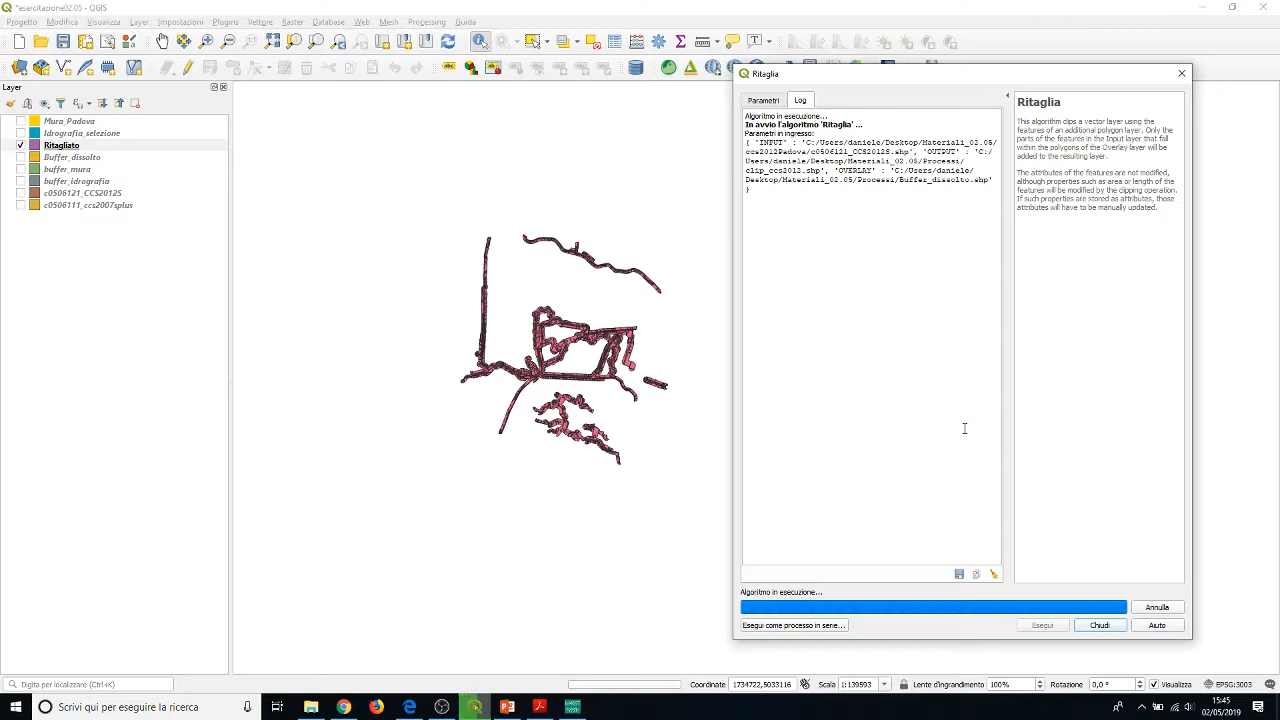 *esercitazione02.05 — QGIS
Progetto Modifica Visualizza Layer Impostazioni Plugins Vettore Raster Database Web Mesh Processing Guida
Layer
Mura_Padova
Idrografia_selezione
Ritagliato
Buffer_dissolto
buffer_mura
buffer_idrografia
c0506121_CCS2012S
c0506111_ccs2007splus
Ritaglia
Parametri Log
Algoritmo in esecuzione...
In avvio l'algoritmo 'Ritaglia' ...
Parametri in ingresso:
{ 'INPUT' : 'C:/Users/daniele/Desktop/Materiali_02.05/
ccs2012Padova/c0506121_CCS2012S.shp', 'OUTPUT' : 'C:/
Users/daniele/Desktop/Materiali_02.05/Processi/
clip_ccs2012.shp', 'OVERLAY' : 'C:/Users/daniele/
Desktop/Materiali_02.05/Processi/Buffer_dissolto.shp'
}
Ritaglia
This algorithm clips a vector layer using the
features of an additional polygon layer. Only the
parts of the features in the Input layer that fall
within the polygons of the Overlay layer will be
added to the resulting layer.
The attributes of the features are not modified,
although properties such as area or length of the
features will be modified by the clipping operation.
If such properties are stored as attributes, those
attributes will have to be manually updated.
Algoritmo in esecuzione...
Annulla
Esegui come processo in serie... Esegui Chiudi Aiuto
Digita per localizzare (Ctrl+K) Coordinate 1734722,5033116 Scala 1:139593 Lente d'ingrandimento 100% Rotazione 0,0 ° Visualizza EPSG:3003
Scrivi qui per eseguire la ricerca
15:45
02/05/2019